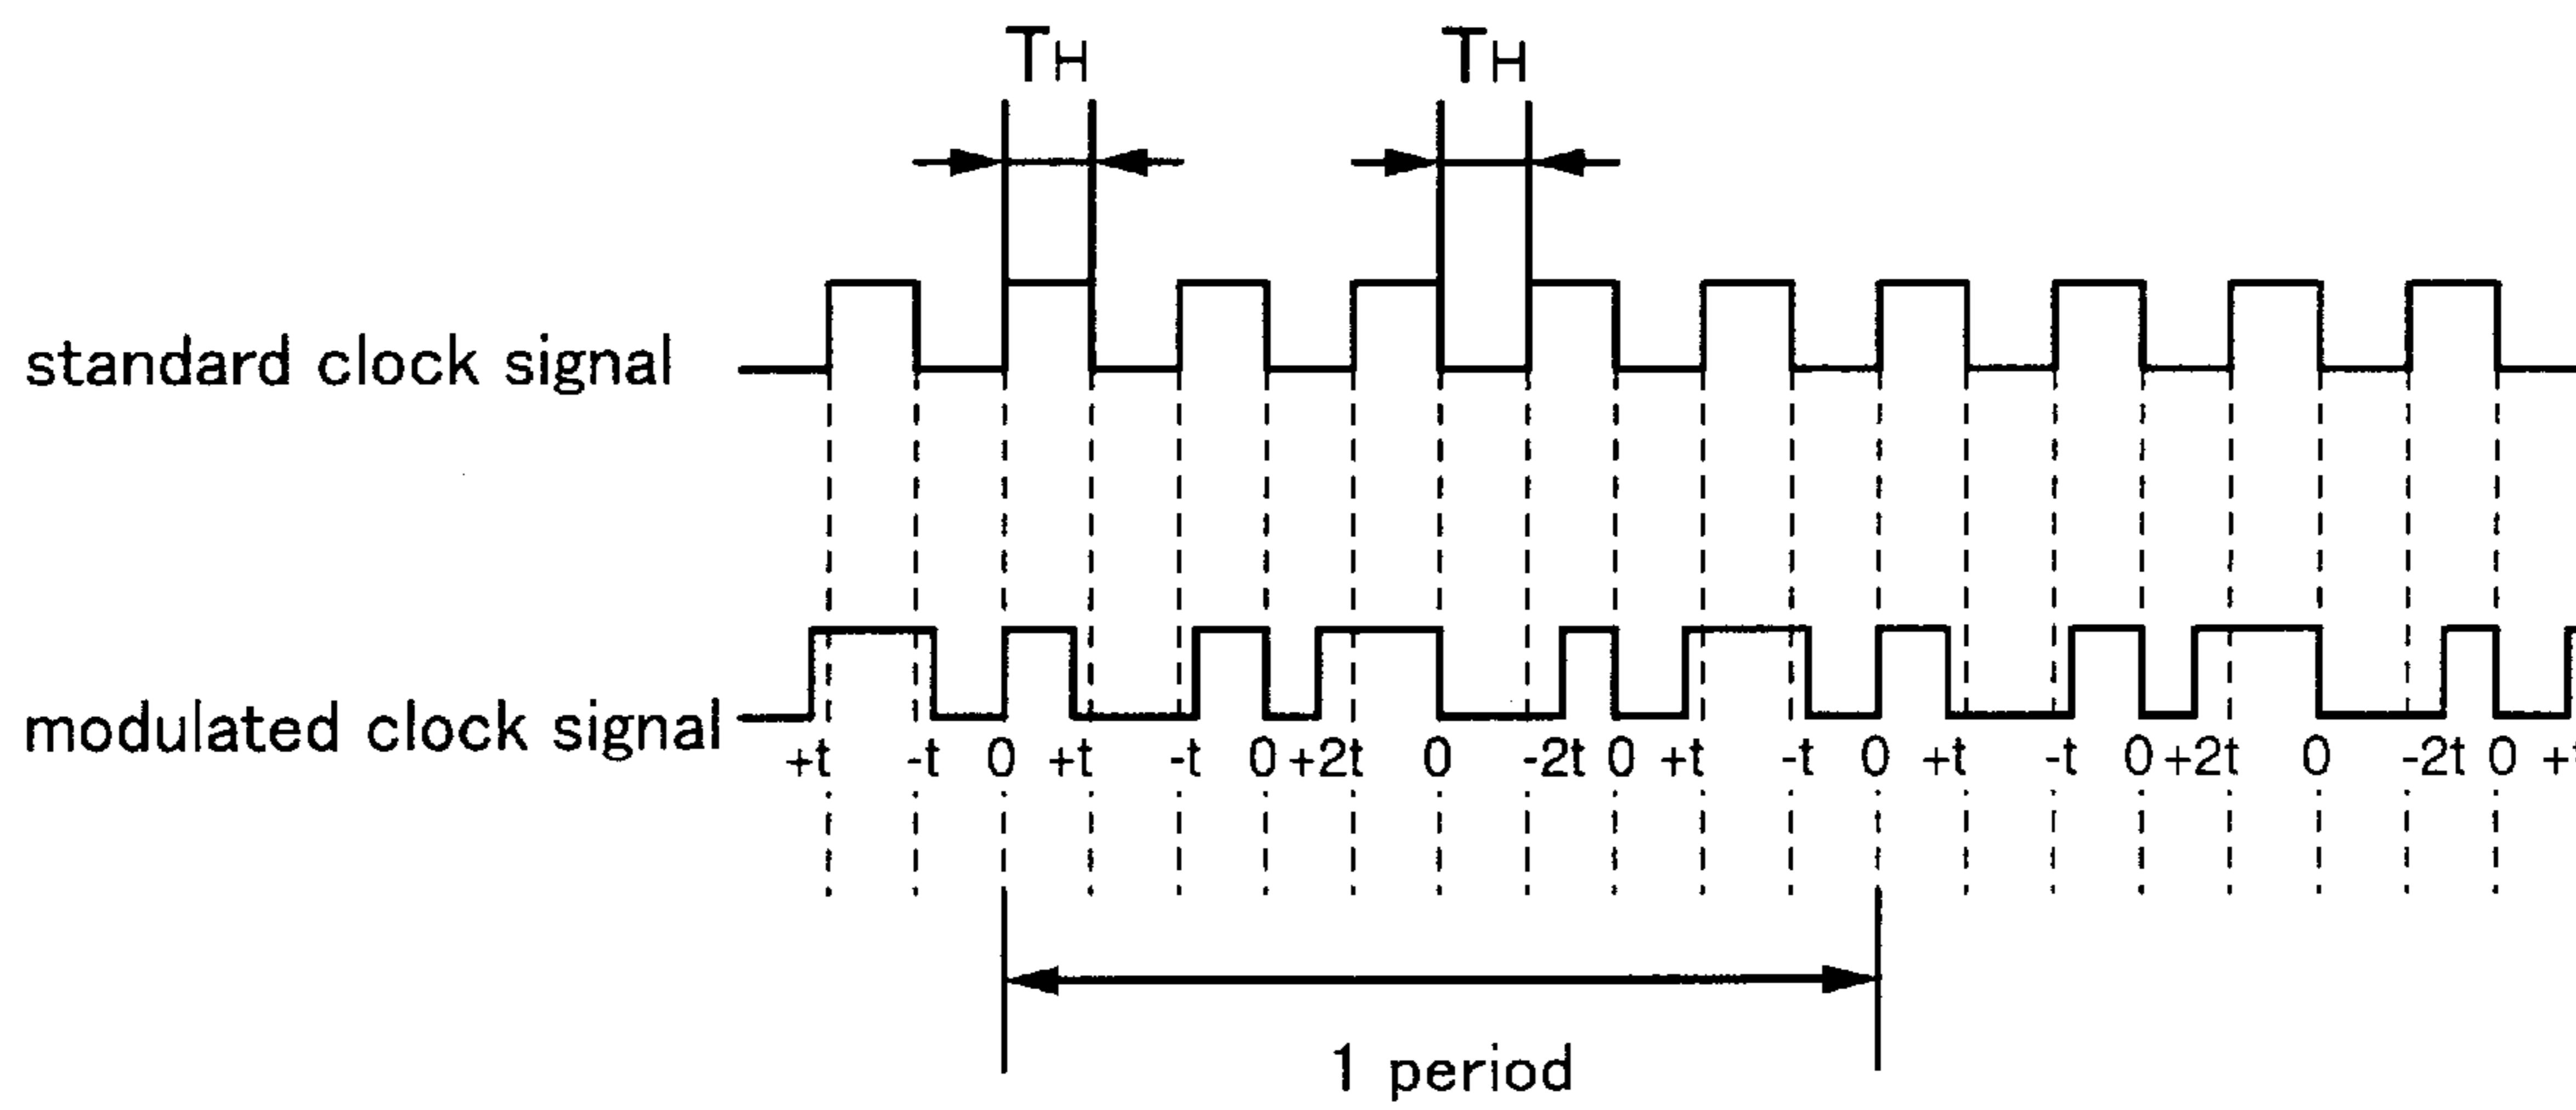 TH TH
standard clock signal
modulated clock signal
+t -t 0 +t -t 0 +2t 0 -2t 0 +t -t 0 +t -t 0 +2t 0 -2t 0
1 period